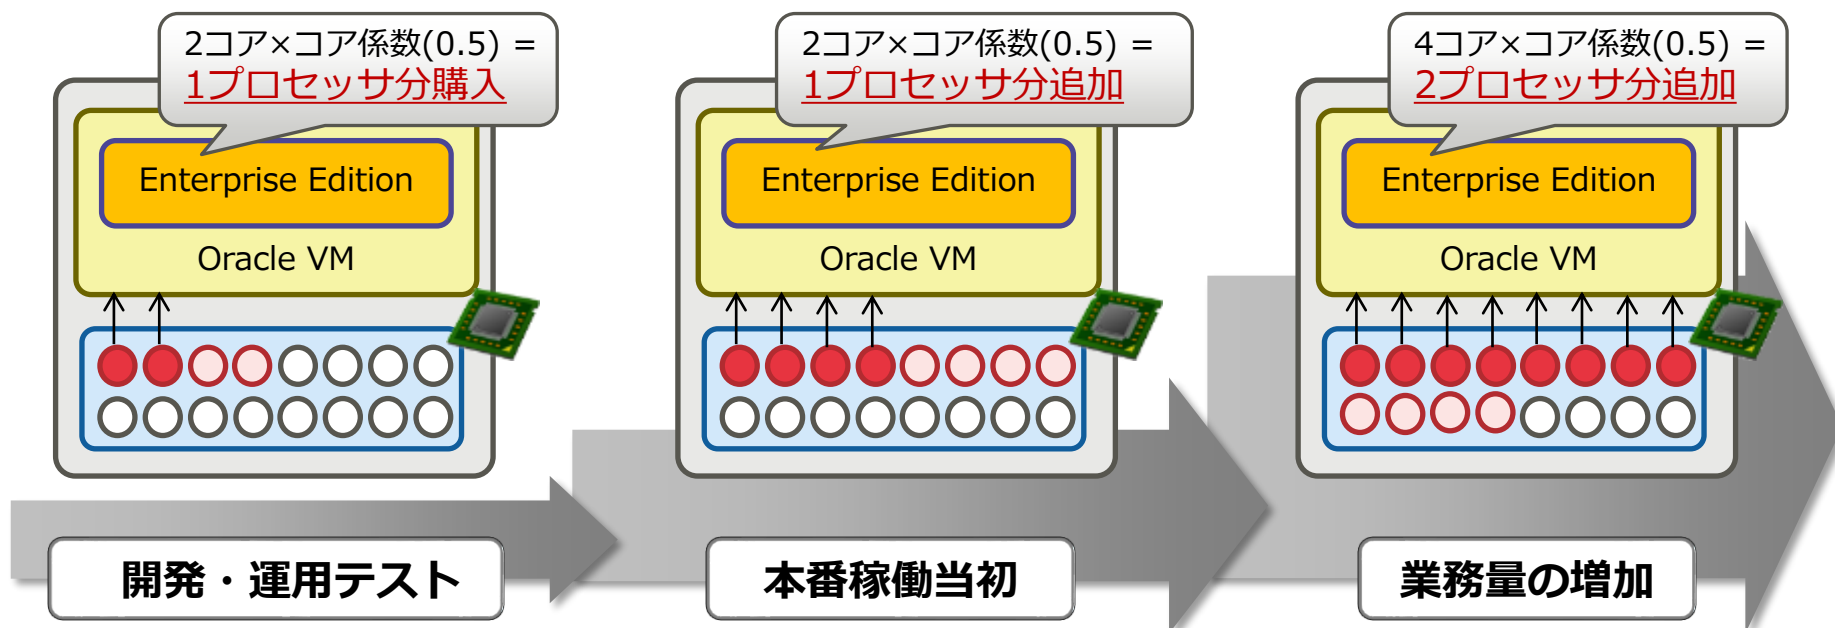 2コア×コア係数(0.5) =
1プロセッサ分購入
Enterprise Edition
Oracle VM
開発・運用テスト
2コア×コア係数(0.5) =
1プロセッサ分追加
Enterprise Edition
Oracle VM
本番稼働当初
4コア×コア係数(0.5) =
2プロセッサ分追加
Enterprise Edition
Oracle VM
業務量の増加